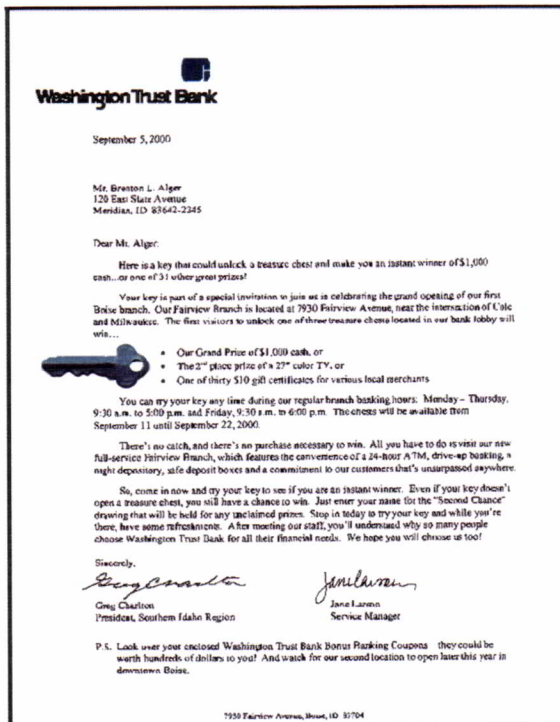 Washington Trust Bank
September 5, 2000
Mr. Brenton L. Alger
120 East State Avenue
Meridian, ID 83642-2245
Dear Mr. Alger:
Here is a key that could unlock a treasure chest and make you an instant winner of $1,000
cash...or one of 31 other great prizes!
Your key is part of a special invitation to join us in celebrating the grand opening of our first
Boise branch. Our Fairview Branch is located at 7930 Fairview Avenue, near the intersection of Cole
and Milwaukee. The first visitors to unlock one of three treasure chests located in our bank lobby will
win...
• Our Grand Prize of $1,000 cash, or
• The 2nd place prize of a 27" color TV, or
• One of thirty $10 gift certificates for various local merchants
You can try your key any time during our regular branch banking hours: Monday – Thursday,
9:30 a.m. to 5:00 p.m. and Friday, 9:30 a.m. to 6:00 p.m. The chests will be available from
September 11 until September 22, 2000.
There's no catch, and there's no purchase necessary to win. All you have to do is visit our new
full-service Fairview Branch, which features the convenience of a 24-hour ATM, drive-up banking, a
night depository, safe deposit boxes and a commitment to our customers that's unsurpassed anywhere.
So, come in now and try your key to see if you are an instant winner. Even if your key doesn't
open a treasure chest, you still have a chance to win. Just enter your name for the "Second Chance"
drawing that will be held for any unclaimed prizes. Stop in today to try your key and while you're
there, have some refreshments. After meeting our staff, you'll understand why so many people
choose Washington Trust Bank for all their financial needs. We hope you will choose us too!
Sincerely,
Greg Charlton
Greg Charlton Jane Larson
President, Southern Idaho Region Service Manager
P.S. Look over your enclosed Washington Trust Bank Bonus Banking Coupons they could be
worth hundreds of dollars to you! And watch for our second location to open later this year in
downtown Boise.
7930 Fairview Avenue, Boise, ID 83704